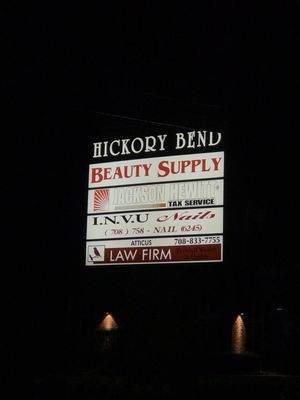 HICKORY BEND
BEAUTY SUPPLY
JACKSON HEWITT
TAX SERVICE
I.N.V.U Nails
( 708 ) 758 - NAIL (6245)
ATTICUS 708-833-7755
LAW FIRM